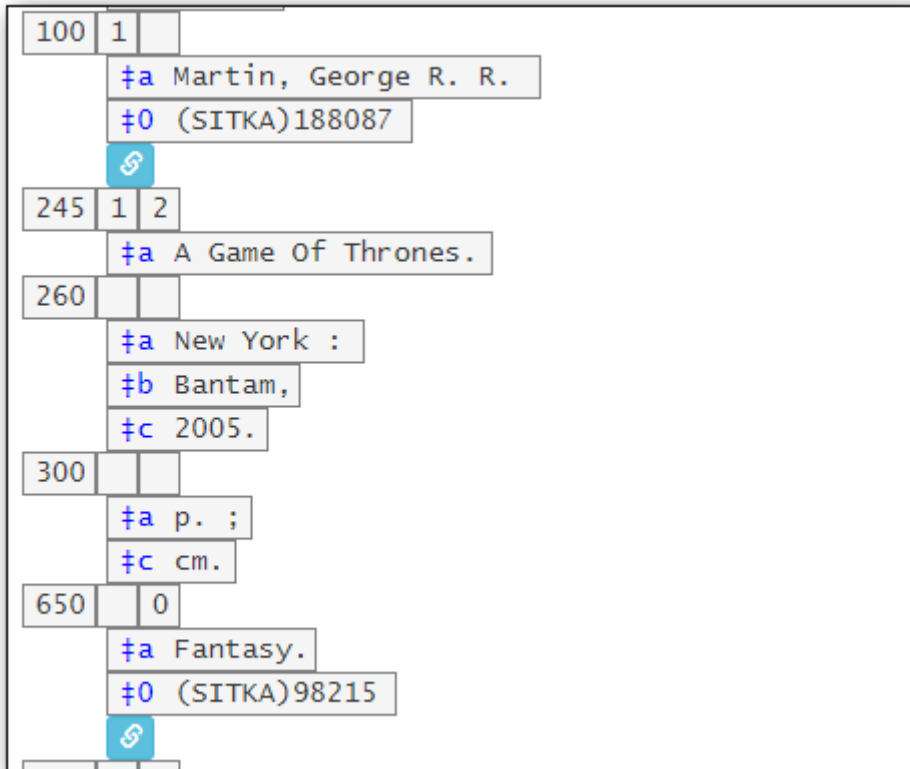 100 1
‡a Martin, George R. R.
‡0 (SITKA)188087
245 1 2
‡a A Game Of Thrones.
260
‡a New York :
‡b Bantam,
‡c 2005.
300
‡a p. ;
‡c cm.
650 0
‡a Fantasy.
‡0 (SITKA)98215